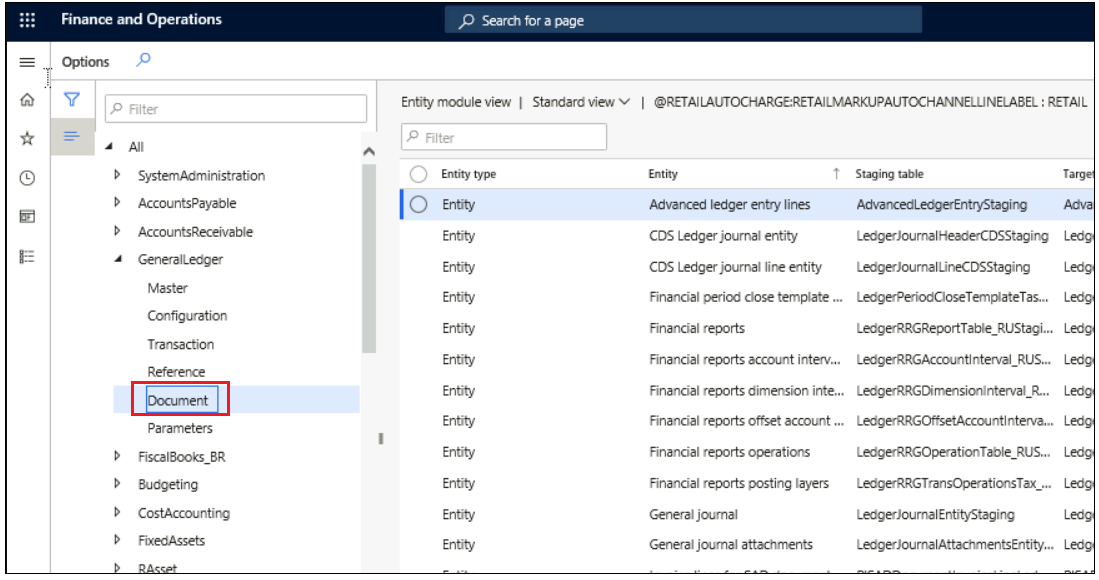 Finance and Operations
Search for a page
Options
Filter
All
SystemAdministration
AccountsPayable
AccountsReceivable
GeneralLedger
Master
Configuration
Transaction
Reference
Document
Parameters
FiscalBooks_BR
Budgeting
CostAccounting
FixedAssets
RAsset
Entity module view | Standard view | @RETAILAUTOCHARGE:RETAILMARKUPAUTOCHANNELLINELABEL : RETAIL
Filter
Entity type Entity ↑ Staging table Target
Entity Advanced ledger entry lines AdvancedLedgerEntryStaging Adva
Entity CDS Ledger journal entity LedgerJournalHeaderCDSStaging Ledg
Entity CDS Ledger journal line entity LedgerJournalLineCDSStaging Ledg
Entity Financial period close template ... LedgerPeriodCloseTemplateTas... Ledg
Entity Financial reports LedgerRRGReportTable_RUStagi... Ledg
Entity Financial reports account interv... LedgerRRGAccountInterval_RUS... Ledg
Entity Financial reports dimension inte... LedgerRRGDimensionInterval_R... Ledg
Entity Financial reports offset account ... LedgerRRGOffsetAccountInterva... Ledg
Entity Financial reports operations LedgerRRGOperationTable_RUS... Ledg
Entity Financial reports posting layers LedgerRRGTransOperationsTax_... Ledg
Entity General journal LedgerJournalEntityStaging Ledg
Entity General journal attachments LedgerJournalAttachmentsEntity... Ledg